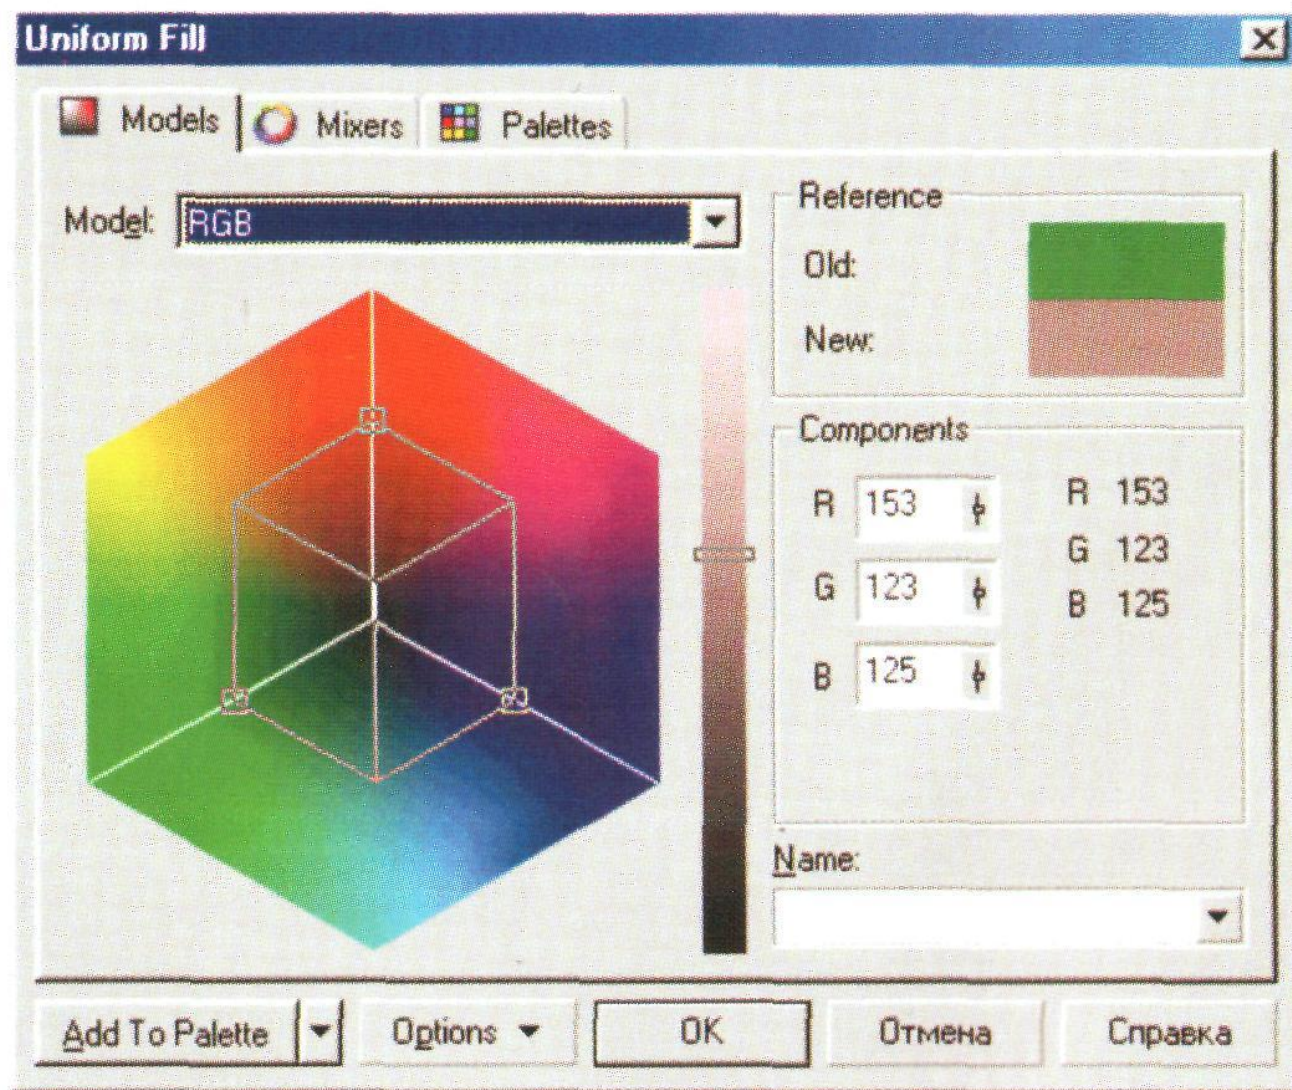 Uniform Fill
Models Mixers Palettes
Model: RGB
Reference
Old:
New:
Components
R 153 R 153
G 123 G 123
B 125 B 125
Name:
Add To Palette Options OK Отмена Справка